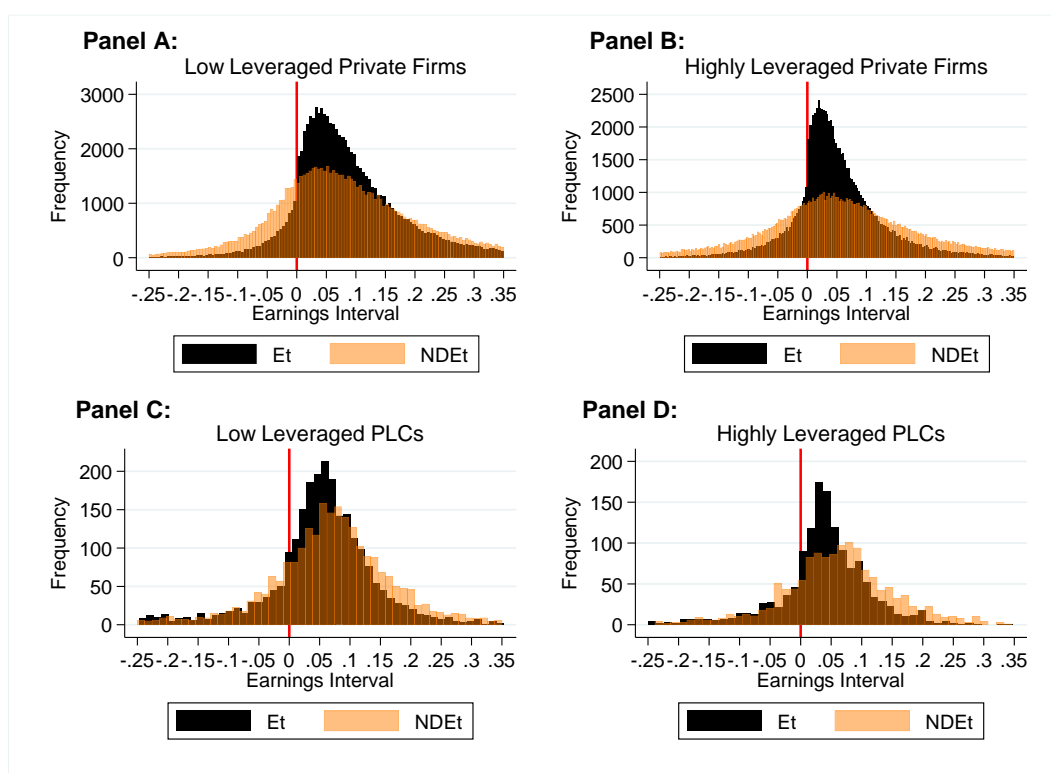 Panel A:
Low Leveraged Private Firms
3000
2000
1000
0
Frequency
-.25 -.2 -.15 -.1 -.05 0 .05 .1 .15 .2 .25 .3 .35
Earnings Interval
Et NDEt
Panel B:
Highly Leveraged Private Firms
2500
2000
1500
1000
500
0
Frequency
-.25 -.2 -.15 -.1 -.05 0 .05 .1 .15 .2 .25 .3 .35
Earnings Interval
Et NDEt
Panel C:
Low Leveraged PLCs
200
150
100
50
0
Frequency
-.25 -.2 -.15 -.1 -.05 0 .05 .1 .15 .2 .25 .3 .35
Earnings Interval
Et NDEt
Panel D:
Highly Leveraged PLCs
200
150
100
50
0
Frequency
-.25 -.2 -.15 -.1 -.05 0 .05 .1 .15 .2 .25 .3 .35
Earnings Interval
Et NDEt